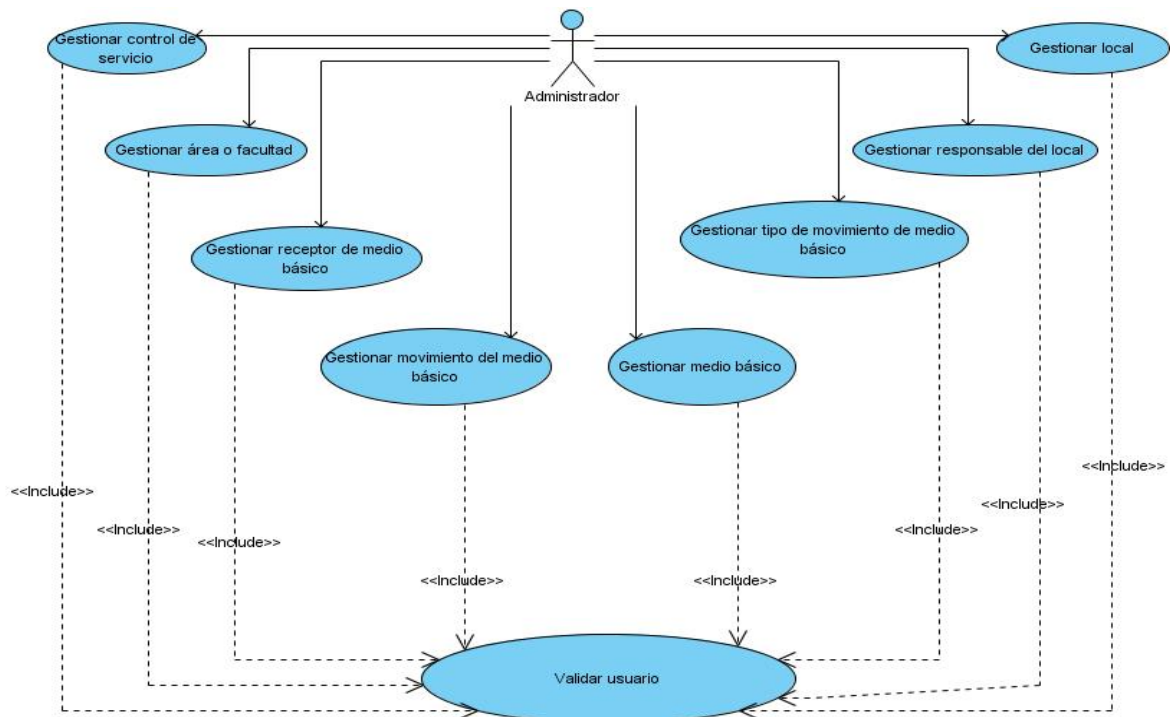 Gestionar control de
servicio
Gestionar local
Administrador
Gestionar área o facultad
Gestionar responsable del local
Gestionar receptor de medio
básico
Gestionar tipo de movimiento de medio
básico
Gestionar movimiento del medio
básico
Gestionar medio básico
<<Include>>
<<Include>>
<<Include>>
<<Include>>
<<Include>>
<<Include>>
<<Include>>
<<Include>>
Validar usuario